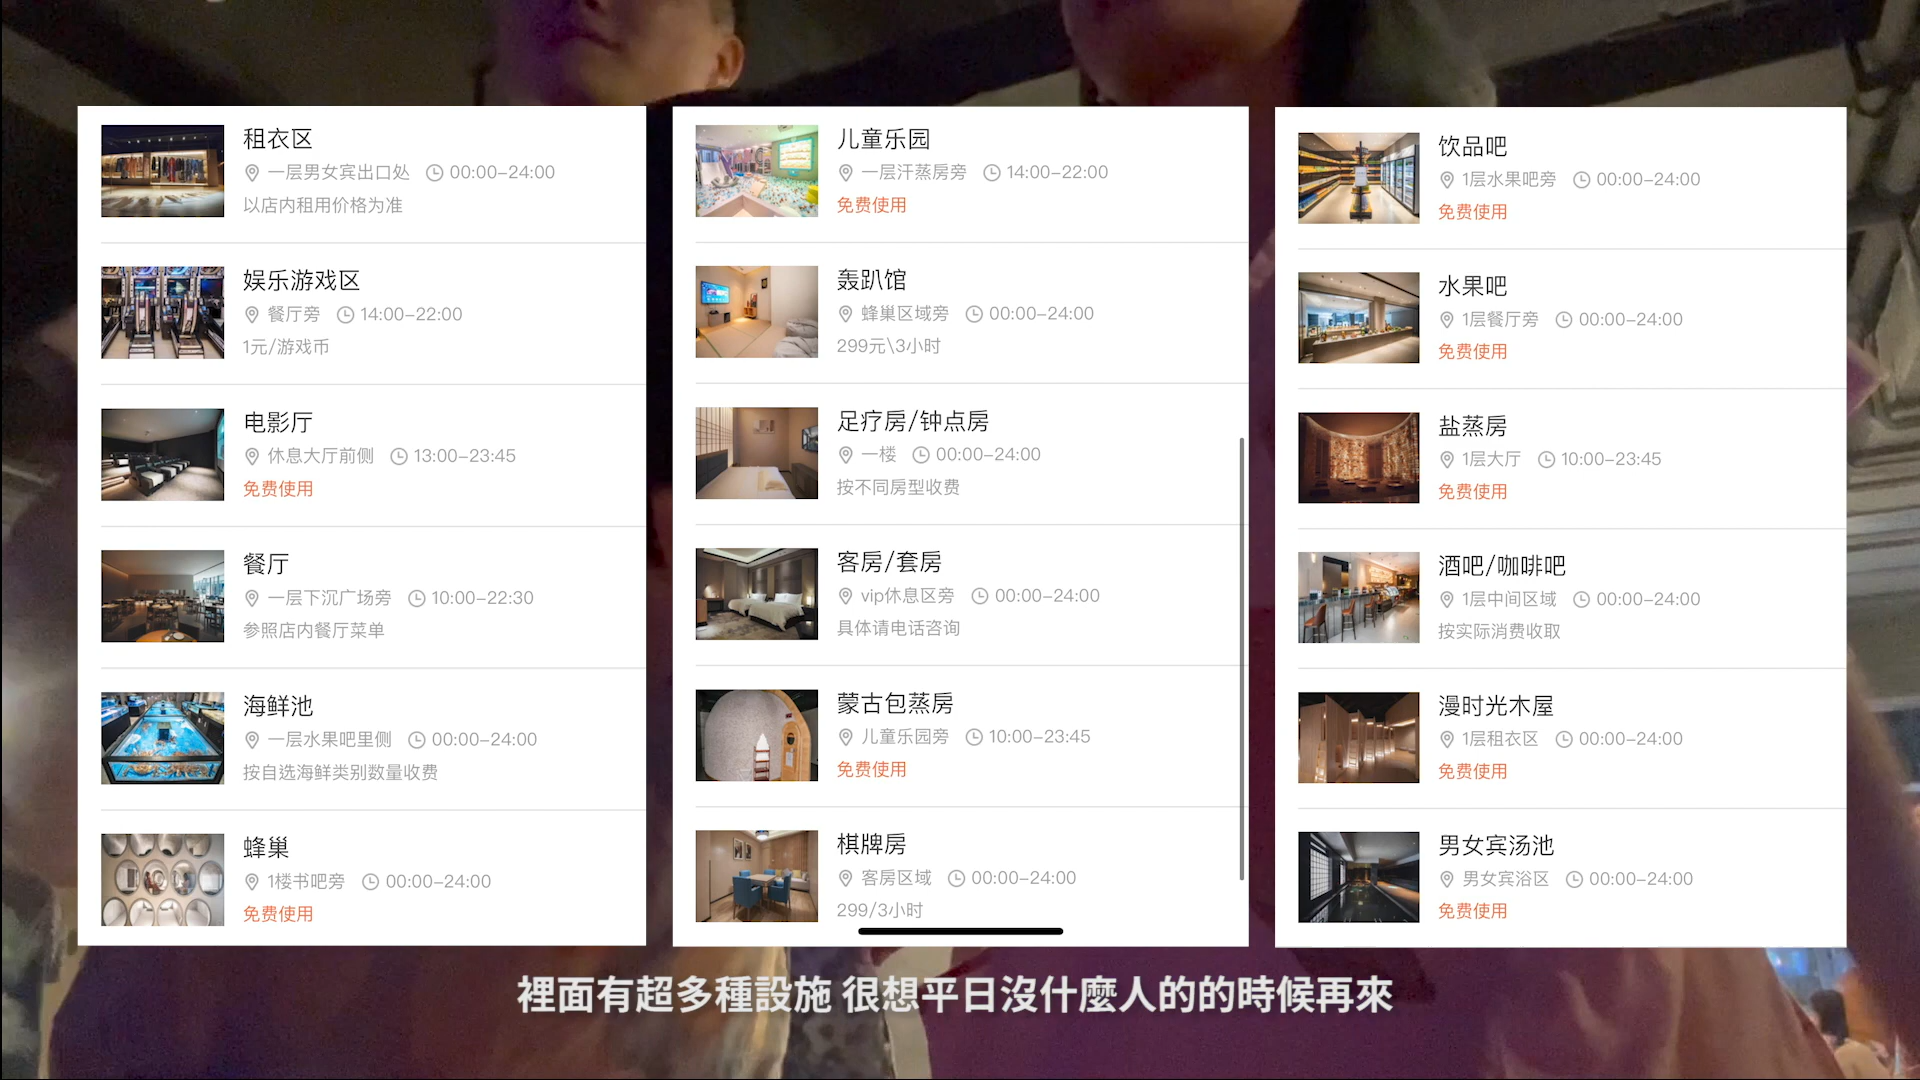 租衣区
一层男女宾出口处 00:00-24:00
以店内租用价格为准
娱乐游戏区
餐厅旁 14:00-22:00
1元/游戏币
电影厅
休息大厅前侧 13:00-23:45
免费使用
餐厅
一层下沉广场旁 10:00-22:30
参照店内餐厅菜单
海鲜池
一层水果吧里侧 00:00-24:00
按自选海鲜类别数量收费
蜂巢
1楼书吧旁 00:00-24:00
免费使用
儿童乐园
一层汗蒸房旁 14:00-22:00
免费使用
轰趴馆
蜂巢区域旁 00:00-24:00
299元\3小时
足疗房/钟点房
一楼 00:00-24:00
按不同房型收费
客房/套房
vip休息区旁 00:00-24:00
具体请电话咨询
蒙古包蒸房
儿童乐园旁 10:00-23:45
免费使用
棋牌房
客房区域 00:00-24:00
299/3小时
饮品吧
1层水果吧旁 00:00-24:00
免费使用
水果吧
1层餐厅旁 00:00-24:00
免费使用
盐蒸房
1层大厅 10:00-23:45
免费使用
酒吧/咖啡吧
1层中间区域 00:00-24:00
按实际消费收取
漫时光木屋
1层租衣区 00:00-24:00
免费使用
男女宾汤池
男女宾浴区 00:00-24:00
免费使用
裡面有超多種設施 很想平日沒什麼人的的時候再來